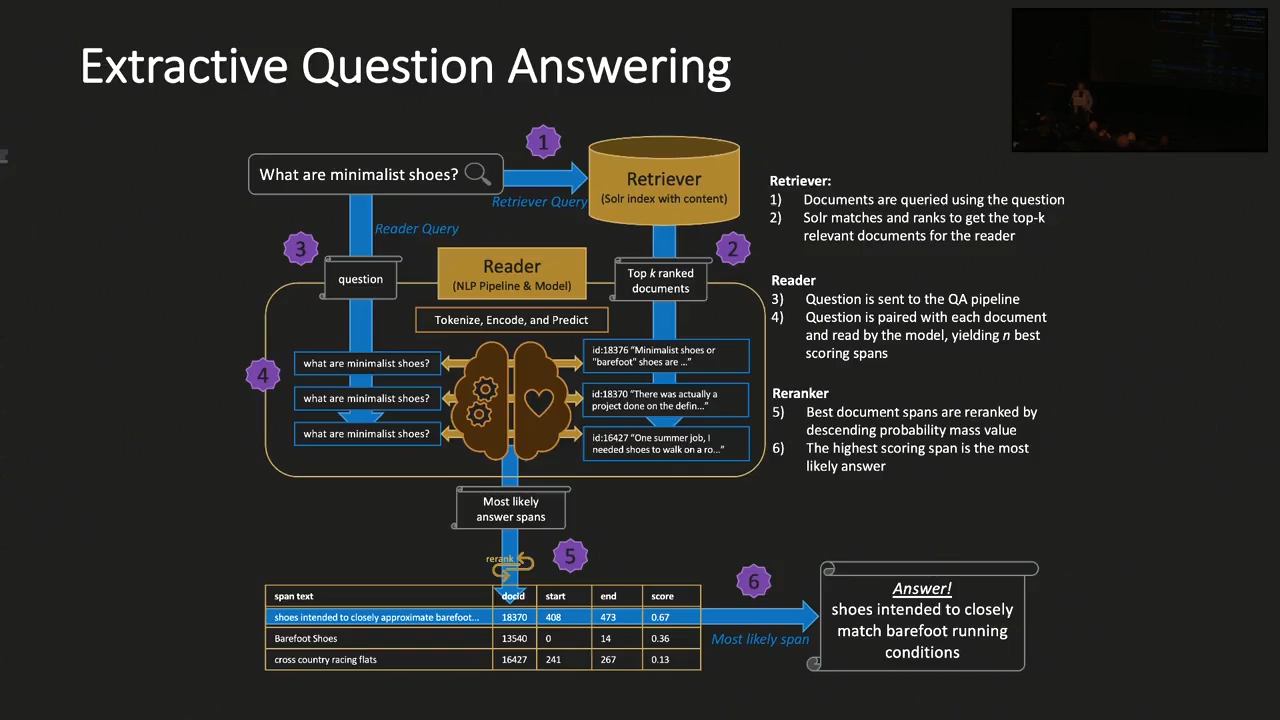 Extractive Question Answering
1
What are minimalist shoes?
Retriever
(Solr index with content)
Retriever Query
Reader Query
3
2
question
Reader
(NLP Pipeline & Model)
Top k ranked
documents
Tokenize, Encode, and Predict
4
what are minimalist shoes?
what are minimalist shoes?
what are minimalist shoes?
id:18376 "Minimalist shoes or
"barefoot" shoes are ..."
id:18370 "There was actually a
project done on the defin..."
id:16427 "One summer job, I
needed shoes to walk on a ro..."
Most likely
answer spans
rerank
5
span text docid start end score
shoes intended to closely approximate barefoot... 18370 408 473 0.67
Barefoot Shoes 13540 0 14 0.36
cross country racing flats 16427 241 267 0.13
6
Most likely span
Answer!
shoes intended to closely
match barefoot running
conditions
Retriever:
1) Documents are queried using the question
2) Solr matches and ranks to get the top-k
relevant documents for the reader
Reader
3) Question is sent to the QA pipeline
4) Question is paired with each document
and read by the model, yielding n best
scoring spans
Reranker
5) Best document spans are reranked by
descending probability mass value
6) The highest scoring span is the most
likely answer